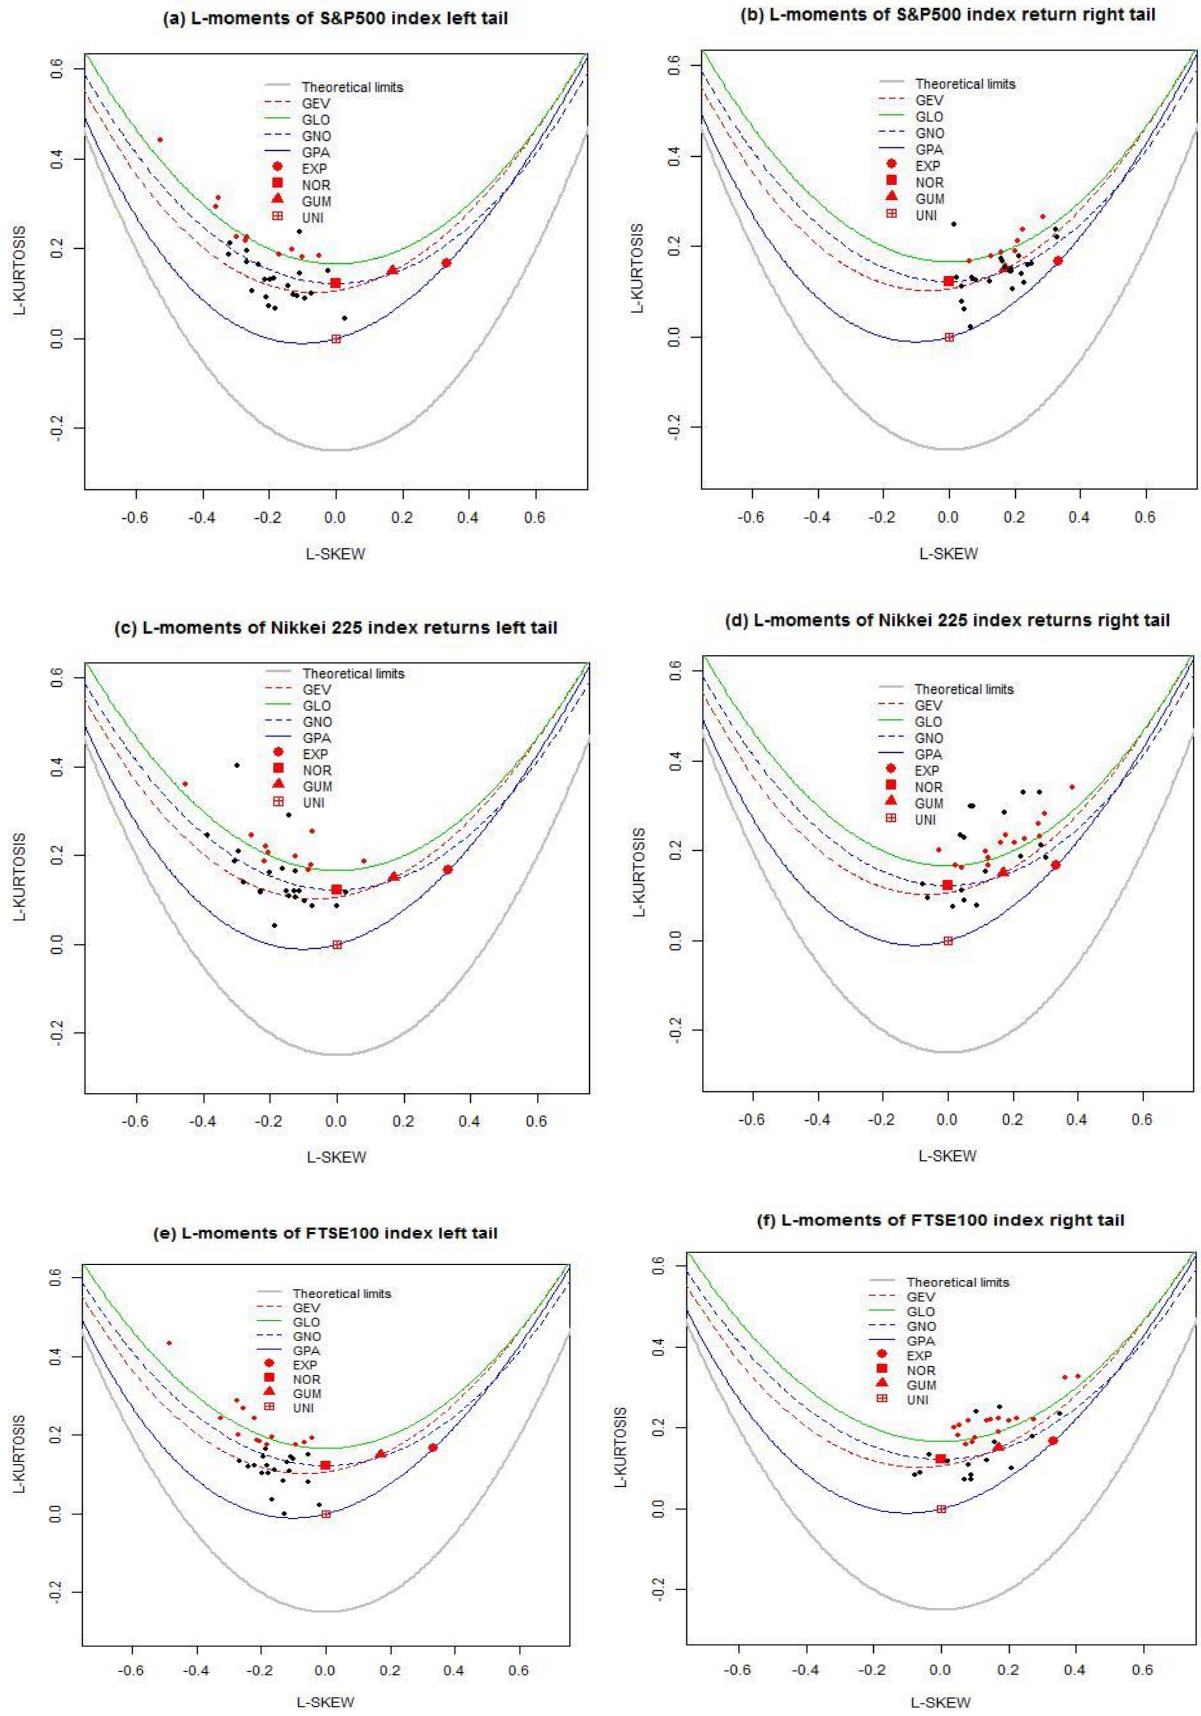 (a) L-moments of S&P500 index left tail
0.6
0.4
0.2
0.0
-0.2
L-KURTOSIS
Theoretical limits
GEV
GLO
GNO
GPA
EXP
NOR
GUM
UNI
-0.6 -0.4 -0.2 0.0 0.2 0.4 0.6
L-SKEW
(b) L-moments of S&P500 index return right tail
0.6
0.4
0.2
0.0
-0.2
L-KURTOSIS
Theoretical limits
GEV
GLO
GNO
GPA
EXP
NOR
GUM
UNI
-0.6 -0.4 -0.2 0.0 0.2 0.4 0.6
L-SKEW
(c) L-moments of Nikkei 225 index returns left tail
0.6
0.4
0.2
0.0
-0.2
L-KURTOSIS
Theoretical limits
GEV
GLO
GNO
GPA
EXP
NOR
GUM
UNI
-0.6 -0.4 -0.2 0.0 0.2 0.4 0.6
L-SKEW
(d) L-moments of Nikkei 225 index returns right tail
0.6
0.4
0.2
0.0
-0.2
L-KURTOSIS
Theoretical limits
GEV
GLO
GNO
GPA
EXP
NOR
GUM
UNI
-0.6 -0.4 -0.2 0.0 0.2 0.4 0.6
L-SKEW
(e) L-moments of FTSE100 index left tail
0.6
0.4
0.2
0.0
-0.2
L-KURTOSIS
Theoretical limits
GEV
GLO
GNO
GPA
EXP
NOR
GUM
UNI
-0.6 -0.4 -0.2 0.0 0.2 0.4 0.6
L-SKEW
(f) L-moments of FTSE100 index right tail
0.6
0.4
0.2
0.0
-0.2
L-KURTOSIS
Theoretical limits
GEV
GLO
GNO
GPA
EXP
NOR
GUM
UNI
-0.6 -0.4 -0.2 0.0 0.2 0.4 0.6
L-SKEW